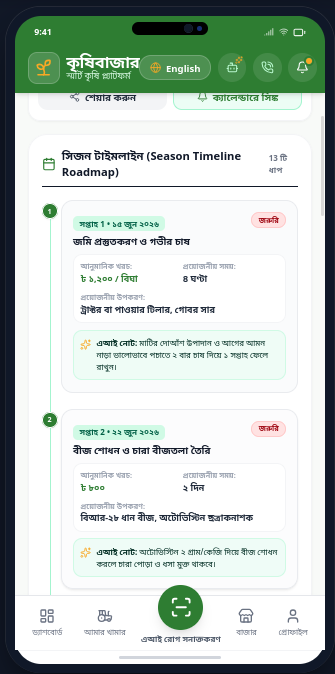 9:41
কৃষিবাজার
স্মার্ট কৃষি প্ল্যাটফর্ম
English
শেয়ার করুন
ক্যালেন্ডারে সিঙ্ক
সিজন টাইমলাইন (Season Timeline
Roadmap)
13 টি
ধাপ
1
সপ্তাহ 1 • ১৫ জুন ২০২৬
জরুরি
জমি প্রস্তুতকরণ ও গভীর চাষ
আনুমানিক খরচ:
৳ ১,২০০ / বিঘা
প্রয়োজনীয় সময়:
৪ ঘণ্টা
প্রয়োজনীয় উপকরণ:
ট্রাক্টর বা পাওয়ার টিলার, গোবর সার
এআই নোট: মাটির দোআঁশ উপাদান ও আগের আমন
নাড়া ভালোভাবে পচাতে ২ বার চাষ দিয়ে ১ সপ্তাহ ফেলে
রাখুন।
2
সপ্তাহ 2 • ২২ জুন ২০২৬
জরুরি
বীজ শোধন ও চারা বীজতলা তৈরি
আনুমানিক খরচ:
৳ ৮০০
প্রয়োজনীয় সময়:
২ দিন
প্রয়োজনীয় উপকরণ:
বিআর-২৮ ধান বীজ, অটোভিস্টিন ছত্রাকনাশক
এআই নোট: অটোভিস্টিন ২ গ্রাম/কেজি দিয়ে বীজ শোধন
করলে চারা পোড়া ও ধসা মুক্ত থাকবে।
ড্যাশবোর্ড
আমার খামার
এআই রোগ সনাক্তকরণ
বাজার
প্রোফাইল